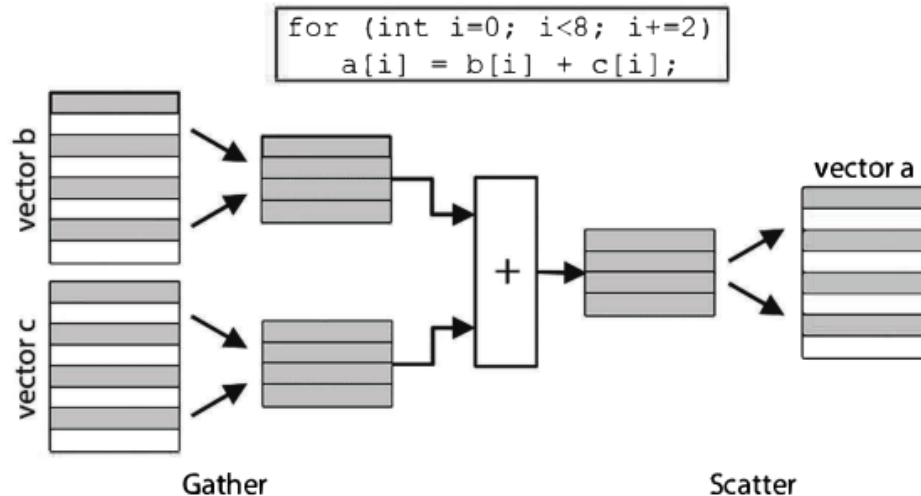 for (int i=0; i<8; i+=2)
a[i] = b[i] + c[i];
vector b
vector c
+
vector a
Gather
Scatter